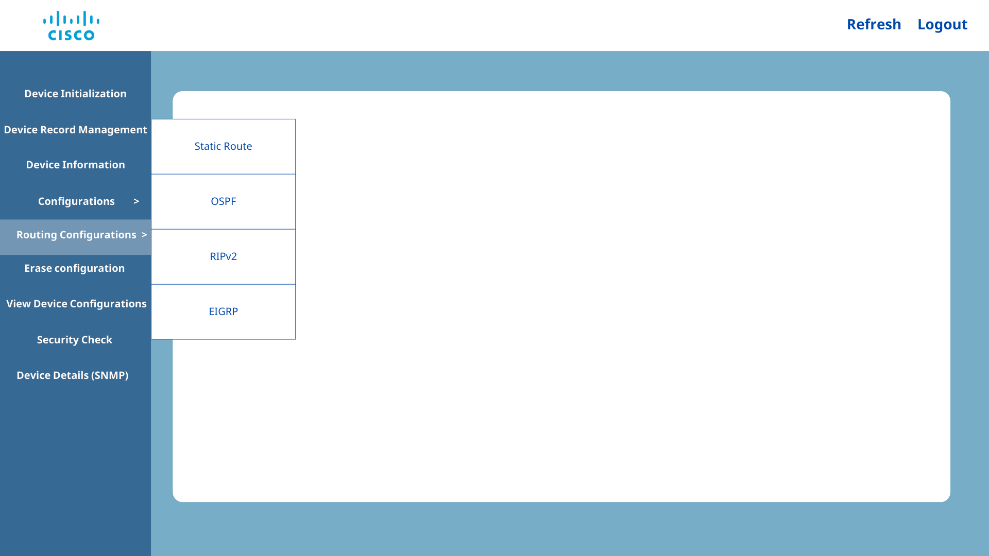 CISCO
Refresh
Logout
Device Initialization
Device Record Management
Device Information
Configurations >
Routing Configurations >
Erase configuration
View Device Configurations
Security Check
Device Details (SNMP)
Static Route
OSPF
RIPv2
EIGRP